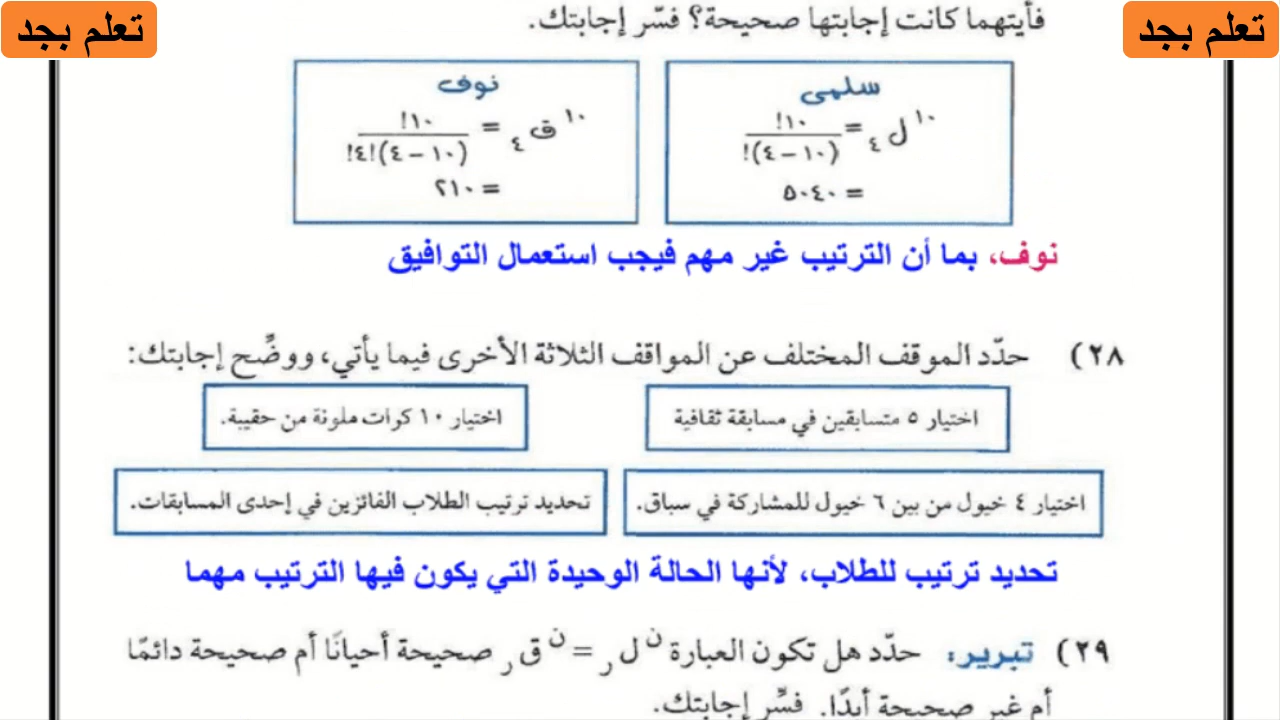 تعلم بجد
تعلم بجد
فأيتهما كانت إجابتها صحيحة؟ فسّر إجابتك.
سلمى
١٠ل٤ = ١٠! / (١٠ – ٤)!
= ٥٠٤٠
نوف
١٠ق٤ = ١٠! / (١٠ – ٤)!٤!
= ٢١٠
نوف، بما أن الترتيب غير مهم فيجب استعمال التوافيق
٢٨) حدّد الموقف المختلف عن المواقف الثلاثة الأخرى فيما يأتي، ووضِّح إجابتك:
اختيار ٥ متسابقين في مسابقة ثقافية
اختيار ١٠ كرات ملونة من حقيبة.
اختيار ٤ خيول من بين ٦ خيول للمشاركة في سباق.
تحديد ترتيب الطلاب الفائزين في إحدى المسابقات.
تحديد ترتيب للطلاب، لأنها الحالة الوحيدة التي يكون فيها الترتيب مهما
٢٩) تبرير: حدّد هل تكون العبارة نلر = نقر صحيحة أحيانًا أم صحيحة دائمًا
أم غير صحيحة أبدًا. فسِّر إجابتك.